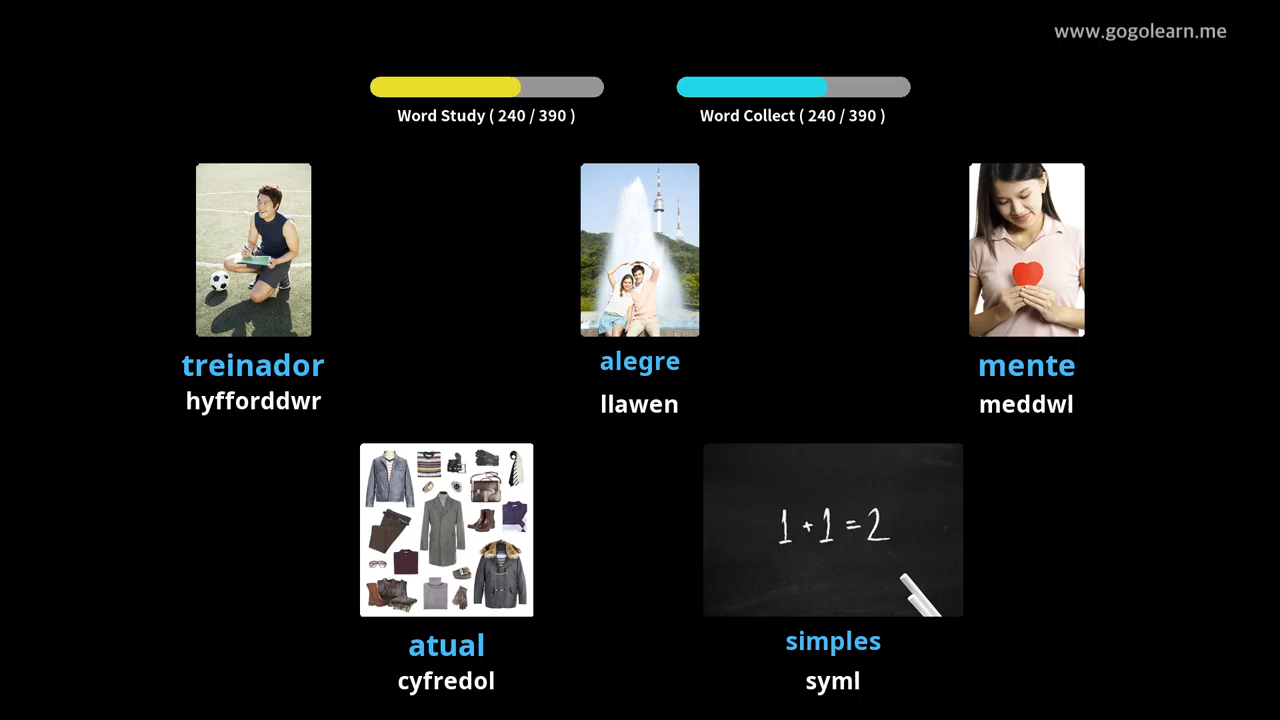 www.gogolearn.me
Word Study ( 240 / 390 )
Word Collect ( 240 / 390 )
treinador
hyfforddwr
alegre
llawen
mente
meddwl
1 + 1 = 2
atual
cyfredol
simples
syml